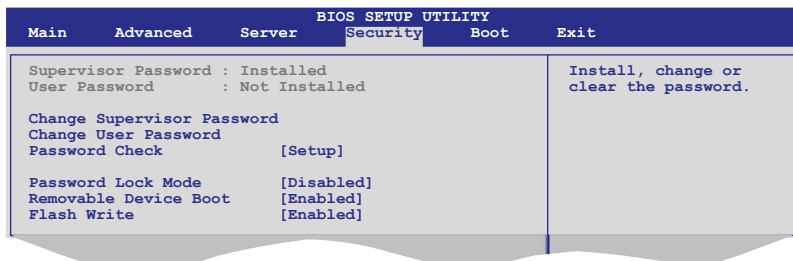 BIOS SETUP UTILITY
Main Advanced Server Security Boot Exit
Supervisor Password : Installed
User Password : Not Installed
Change Supervisor Password
Change User Password
Password Check [Setup]
Password Lock Mode [Disabled]
Removable Device Boot [Enabled]
Flash Write [Enabled]
Install, change or
clear the password.